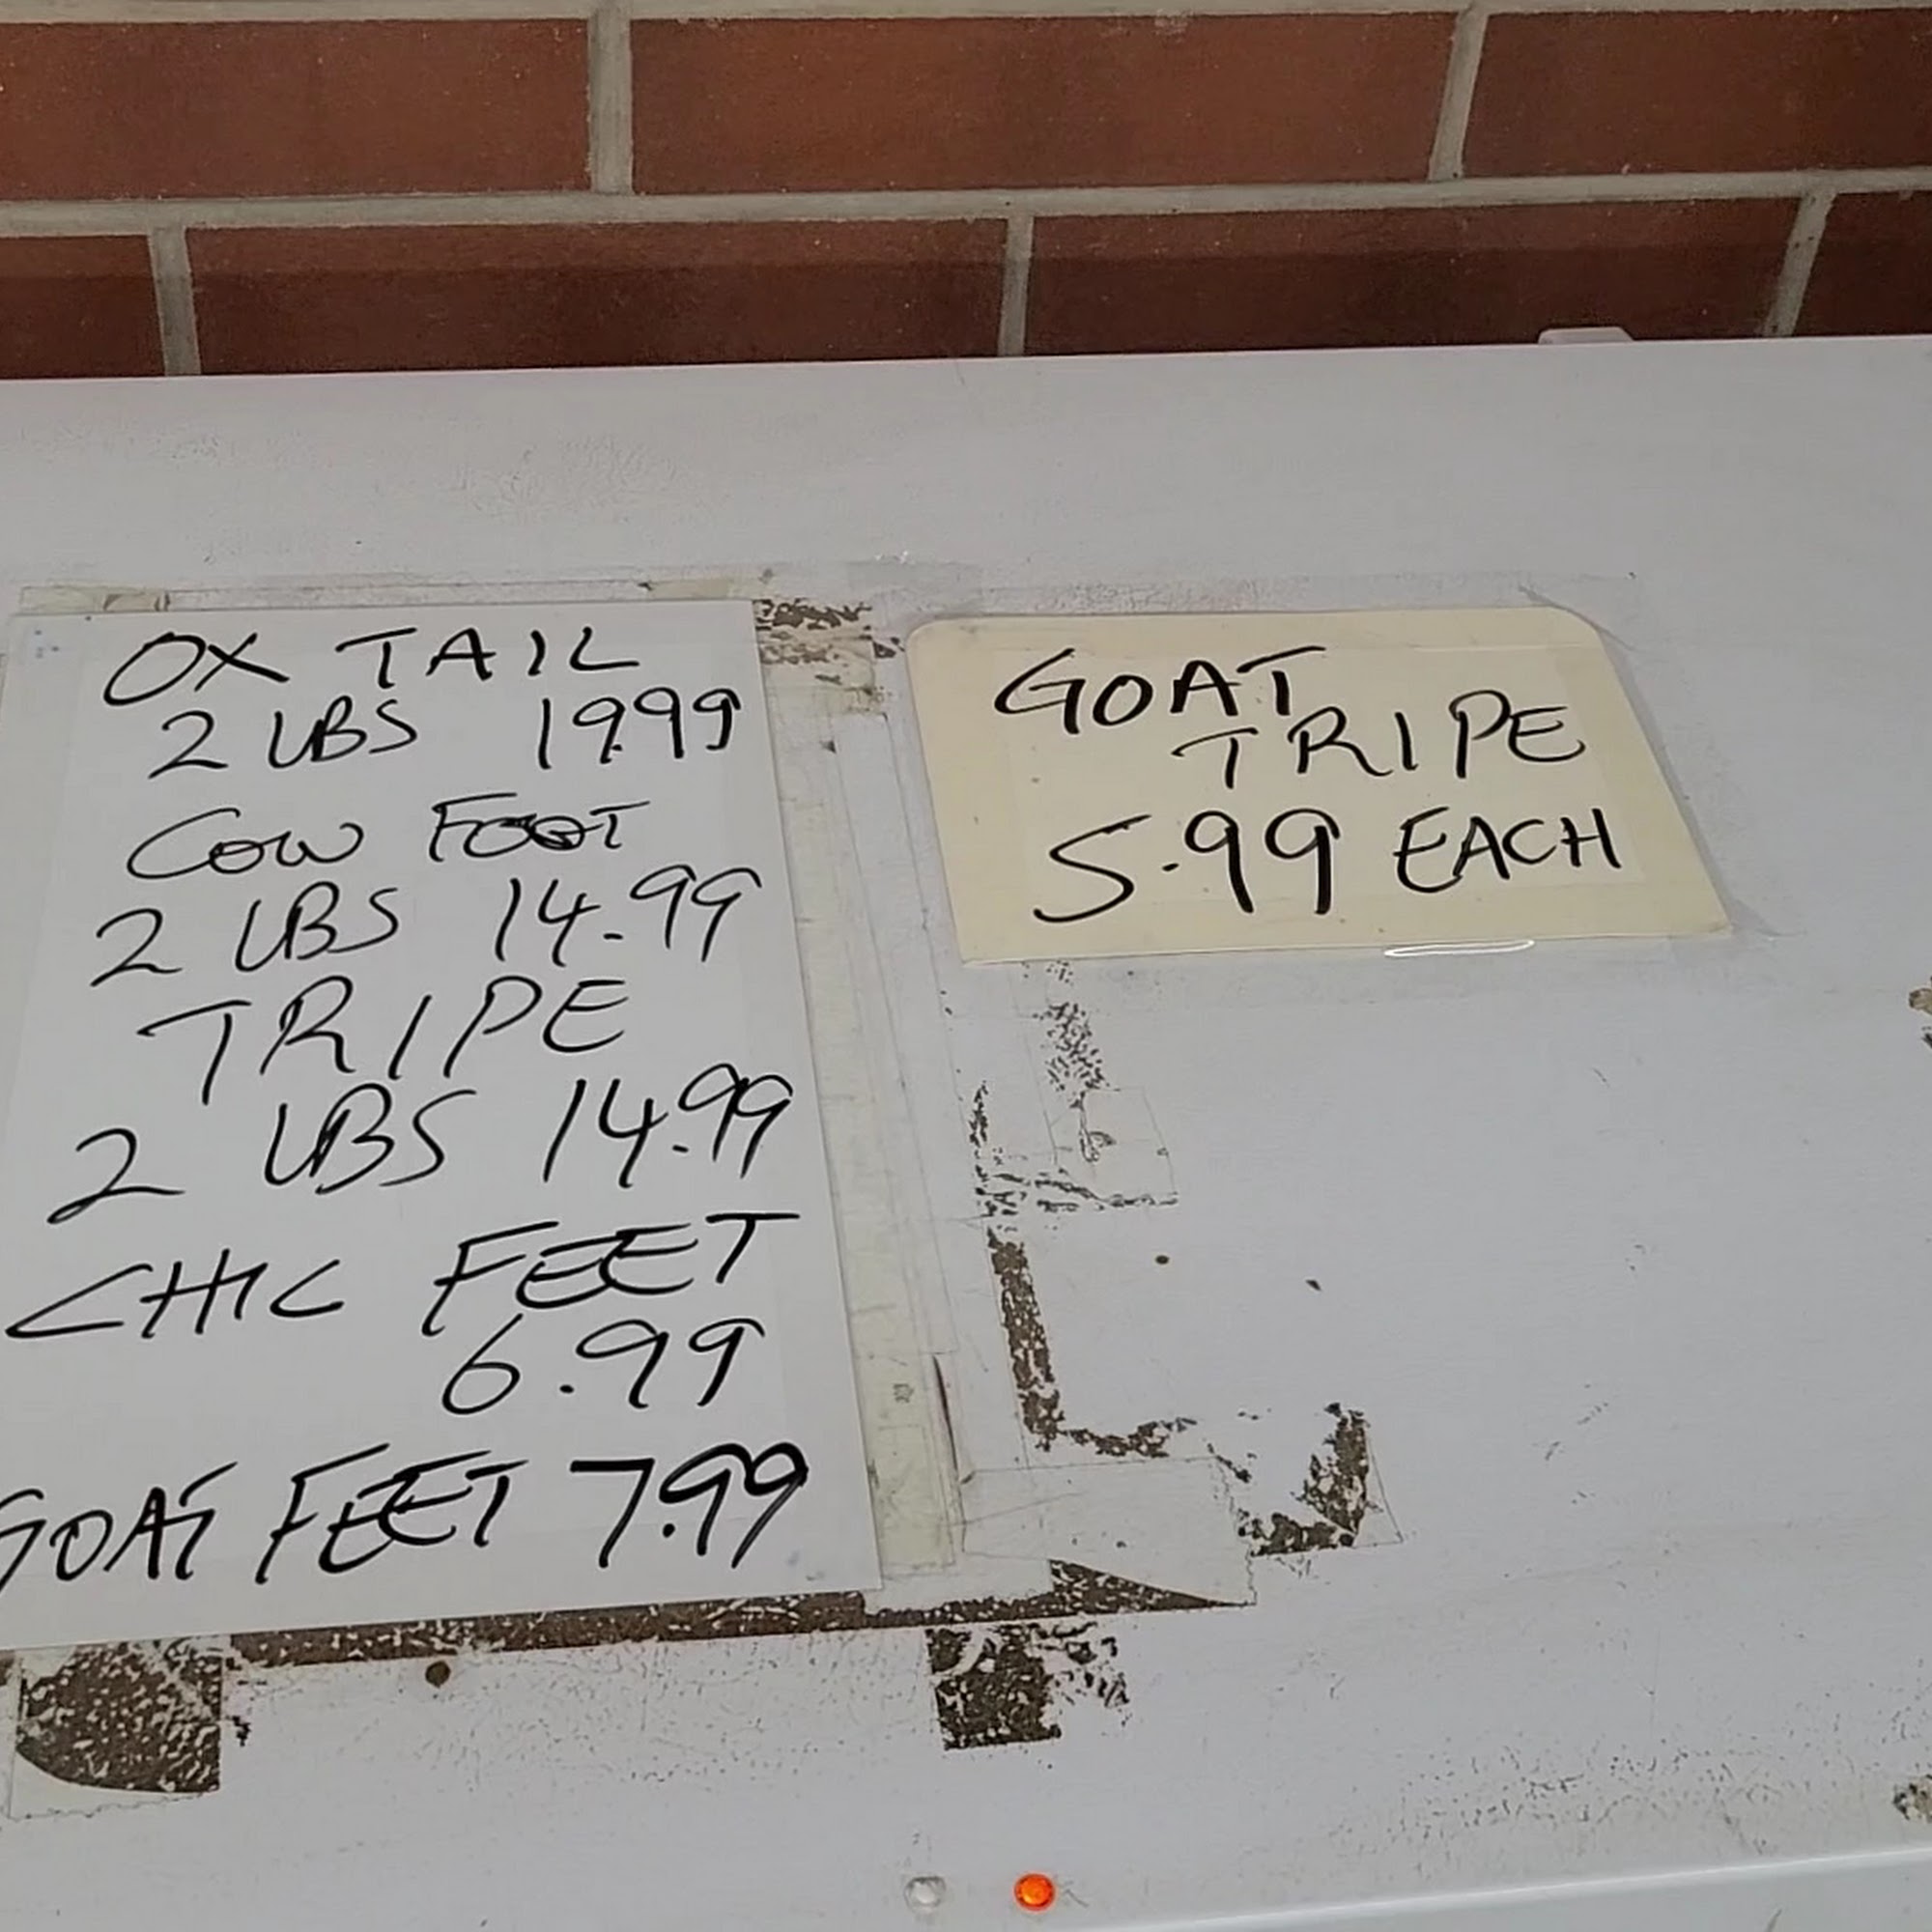 OX TAIL
2 LBS 19.99
COW FOOT
2 LBS 14.99
TRIPE
2 LBS 14.99
CHIC FEET
6.99
GOAT FEET 7.99
GOAT
TRIPE
5.99 EACH